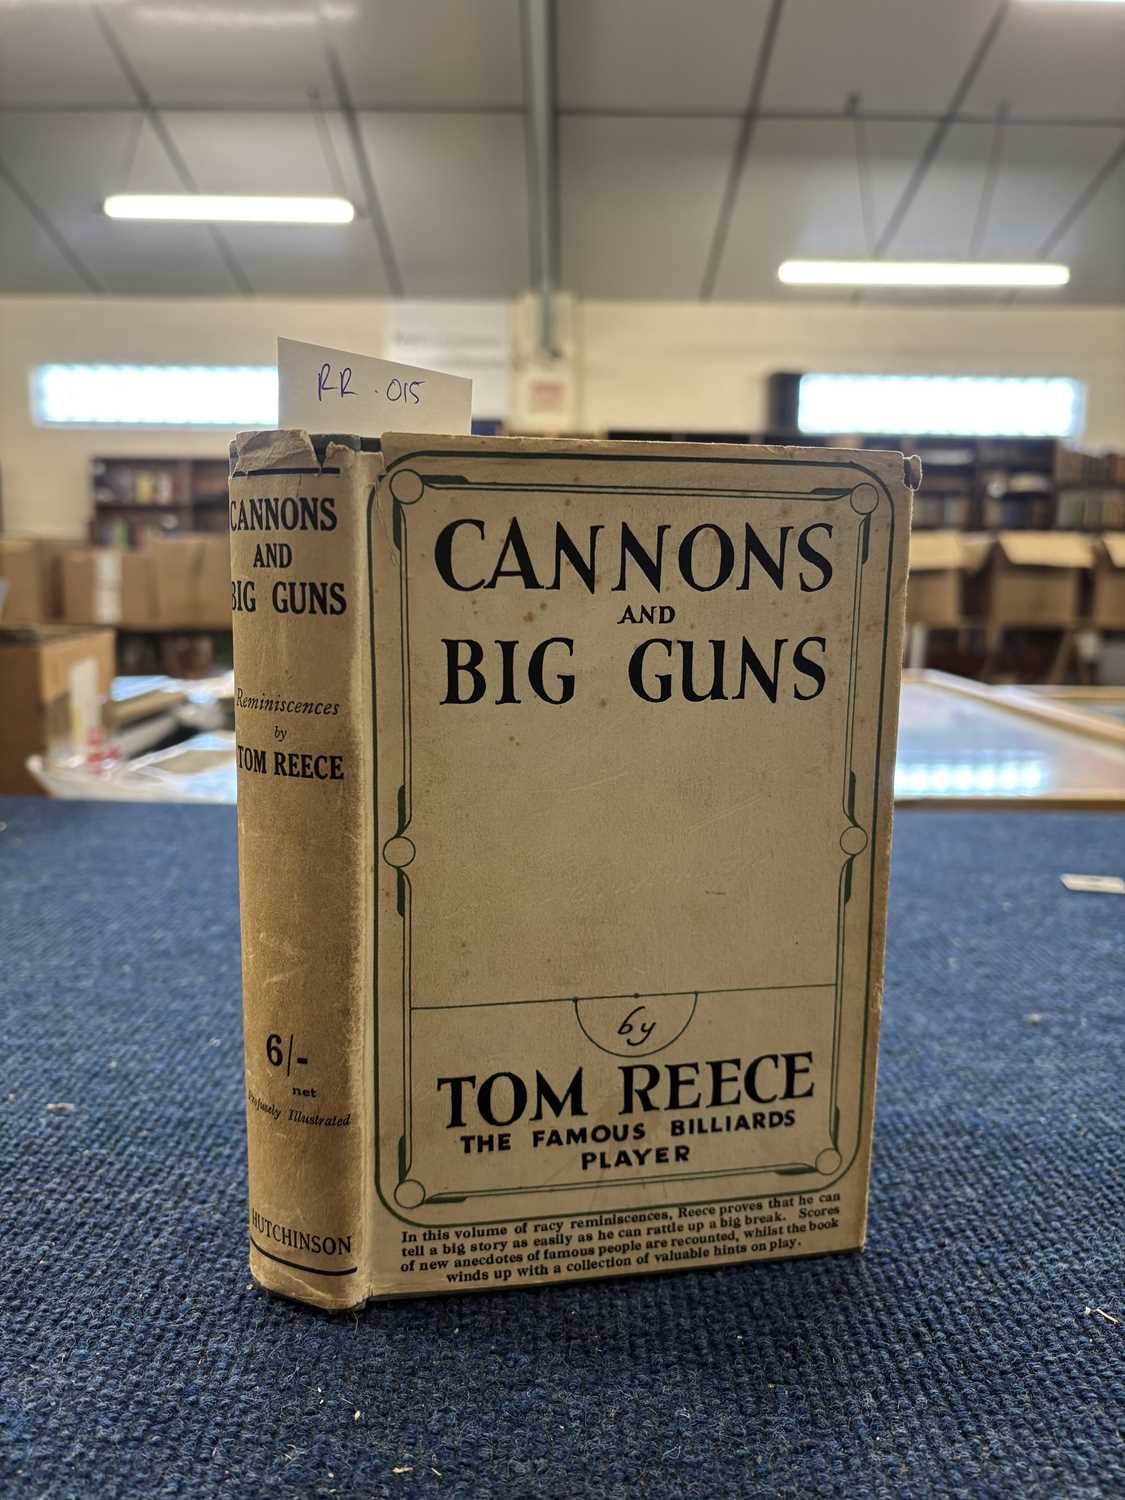 RR.015
CANNONS
AND
BIG GUNS
Reminiscences
by
TOM REECE
6/-
net
Profusely Illustrated
HUTCHINSON
CANNONS
AND
BIG GUNS
by
TOM REECE
THE FAMOUS BILLIARDS
PLAYER
In this volume of racy reminiscences, Reece proves that he can
tell a big story as easily as he can rattle up a big break. Scores
of new anecdotes of famous people are recounted, whilst the book
winds up with a collection of valuable hints on play.